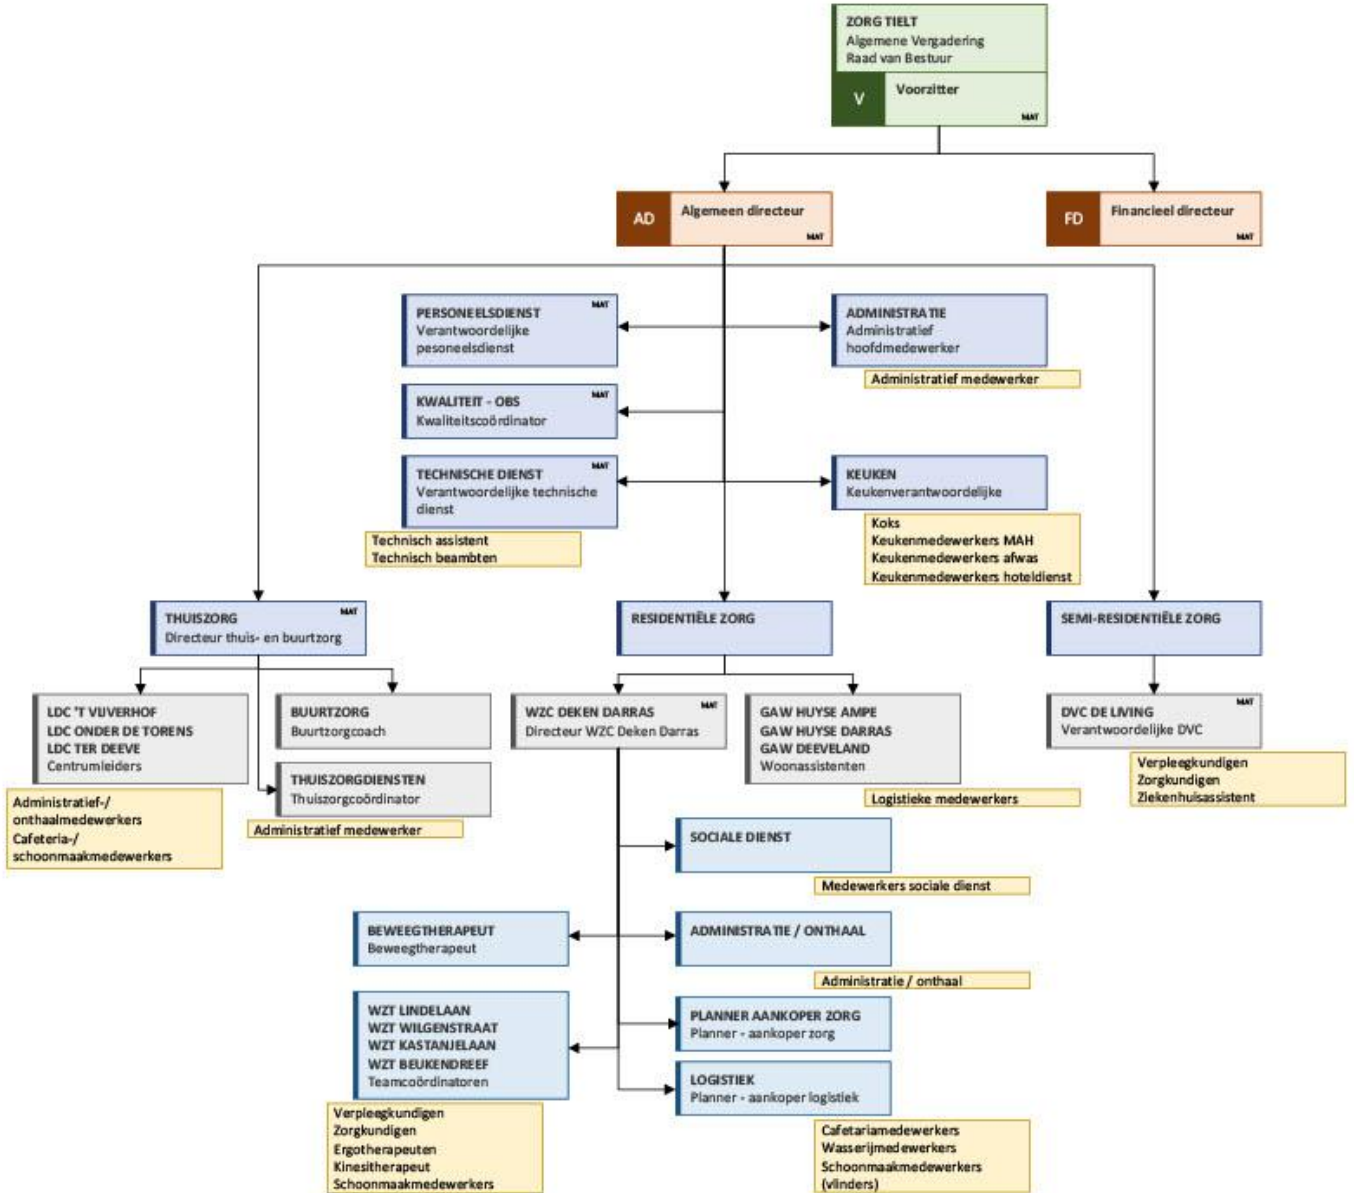 ZORG TIELT
Algemene Vergadering
Raad van Bestuur
V
Voorzitter
MAT
AD
Algemeen directeur
MAT
FD
Financieel directeur
MAT
PERSONEELSDIENST
MAT
Verantwoordelijke
pesoneelsdienst
ADMINISTRATIE
Administratief
hoofdmedewerker
Administratief medewerker
KWALITEIT - OBS
MAT
Kwaliteitscoördinator
TECHNISCHE DIENST
MAT
Verantwoordelijke technische
dienst
Technisch assistent
Technisch beambten
KEUKEN
Keukenverantwoordelijke
Koks
Keukenmedewerkers MAH
Keukenmedewerkers afwas
Keukenmedewerkers hoteldienst
THUISZORG
MAT
Directeur thuis- en buurtzorg
RESIDENTIËLE ZORG
SEMI-RESIDENTIËLE ZORG
LDC 'T VIJVERHOF
LDC ONDER DE TORENS
LDC TER DEEVE
Centrumleiders
Administratief-/
onthaalmedewerkers
Cafeteria-/
schoonmaakmedewerkers
BUURTZORG
Buurtzorgcoach
THUISZORGDIENSTEN
Thuiszorgcoördinator
Administratief medewerker
WZC DEKEN DARRAS
MAT
Directeur WZC Deken Darras
GAW HUYSE AMPE
GAW HUYSE DARRAS
GAW DEEVELAND
Woonassistenten
Logistieke medewerkers
DVC DE LIVING
MAT
Verantwoordelijke DVC
Verpleegkundigen
Zorgkundigen
Ziekenhuisassistent
SOCIALE DIENST
Medewerkers sociale dienst
BEWEEGTHERAPEUT
Beweegtherapeut
ADMINISTRATIE / ONTHAAL
Administratie / onthaal
WZT LINDELAAN
WZT WILGENSTRAAT
WZT KASTANJELAAN
WZT BEUKENDREEF
Teamcoördinatoren
Verpleegkundigen
Zorgkundigen
Ergotherapeuten
Kinesitherapeut
Schoonmaakmedewerkers
PLANNER AANKOPER ZORG
Planner - aankoper zorg
LOGISTIEK
Planner - aankoper logistiek
Cafetariamedewerkers
Wasserijmedewerkers
Schoonmaakmedewerkers
(vlinders)